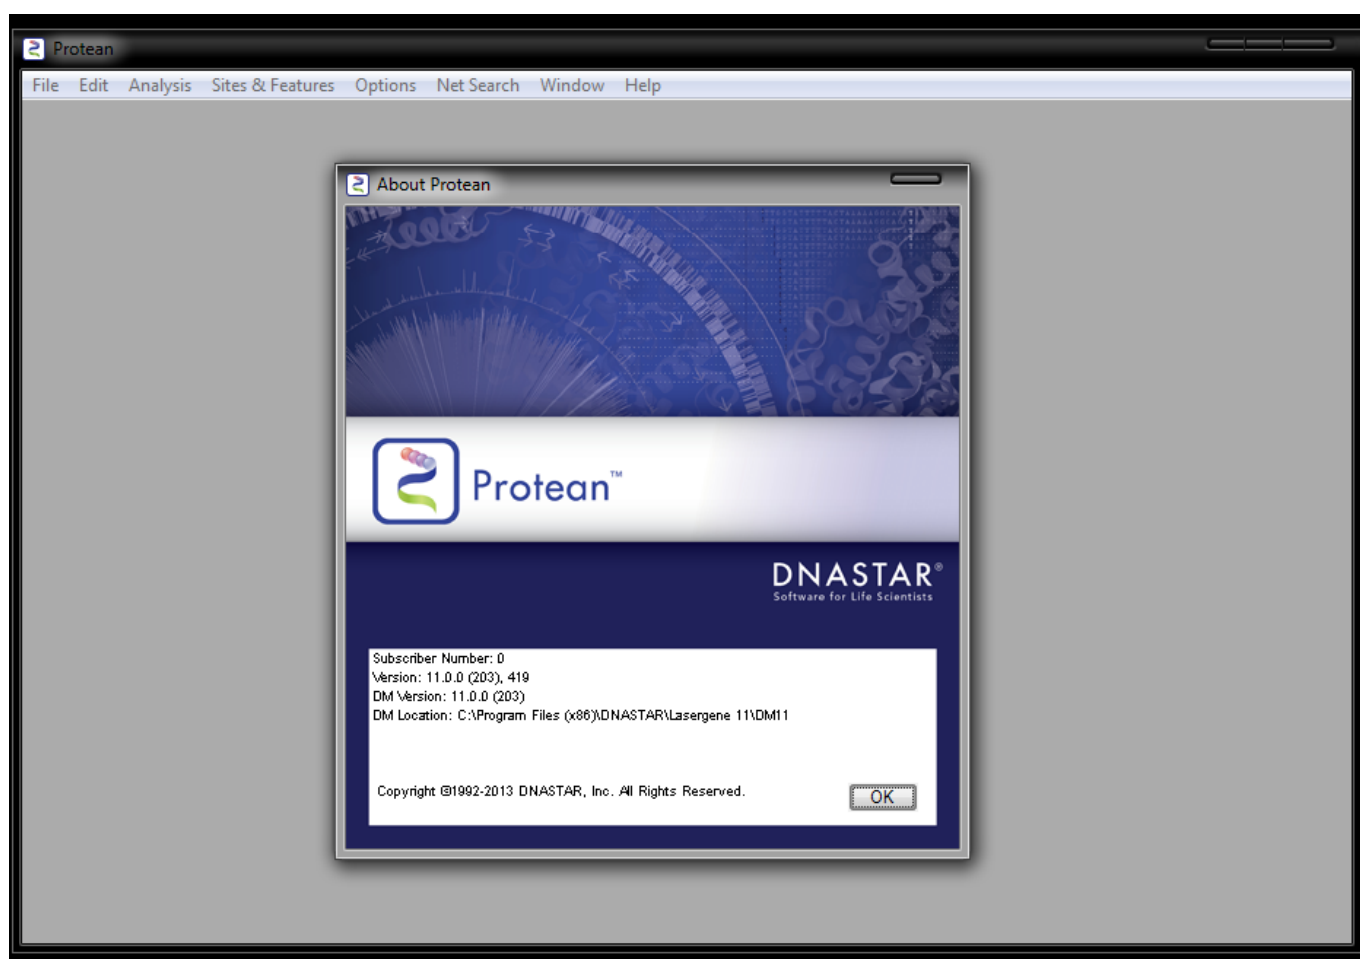 Protean
File Edit Analysis Sites & Features Options Net Search Window Help
About Protean
Protean™
DNASTAR®
Software for Life Scientists
Subscriber Number: 0
Version: 11.0.0 (203), 419
DM Version: 11.0.0 (203)
DM Location: C:\Program Files (x86)\DNASTAR\Lasergene 11\DM11
Copyright ©1992-2013 DNASTAR, Inc. All Rights Reserved.
OK